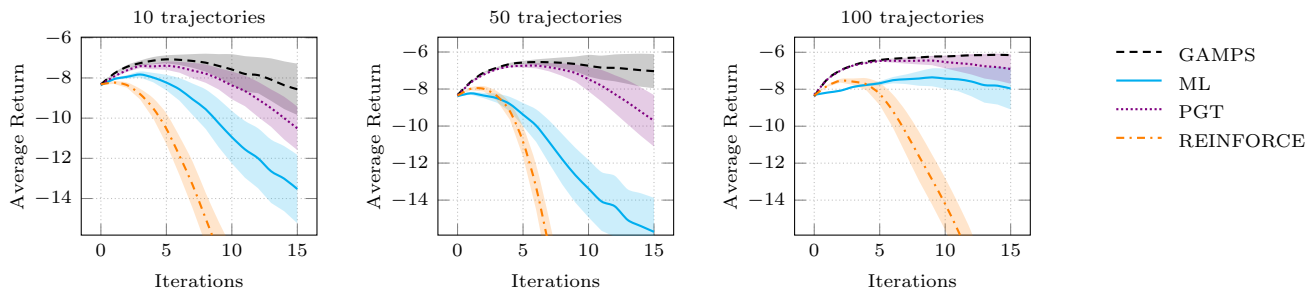 10 trajectories
−6
−8
−10
−12
−14
0
5
10
15
Average Return
Iterations
50 trajectories
−6
−8
−10
−12
−14
0
5
10
15
Average Return
Iterations
100 trajectories
−6
−8
−10
−12
−14
0
5
10
15
Average Return
Iterations
GAMPS
ML
PGT
REINFORCE